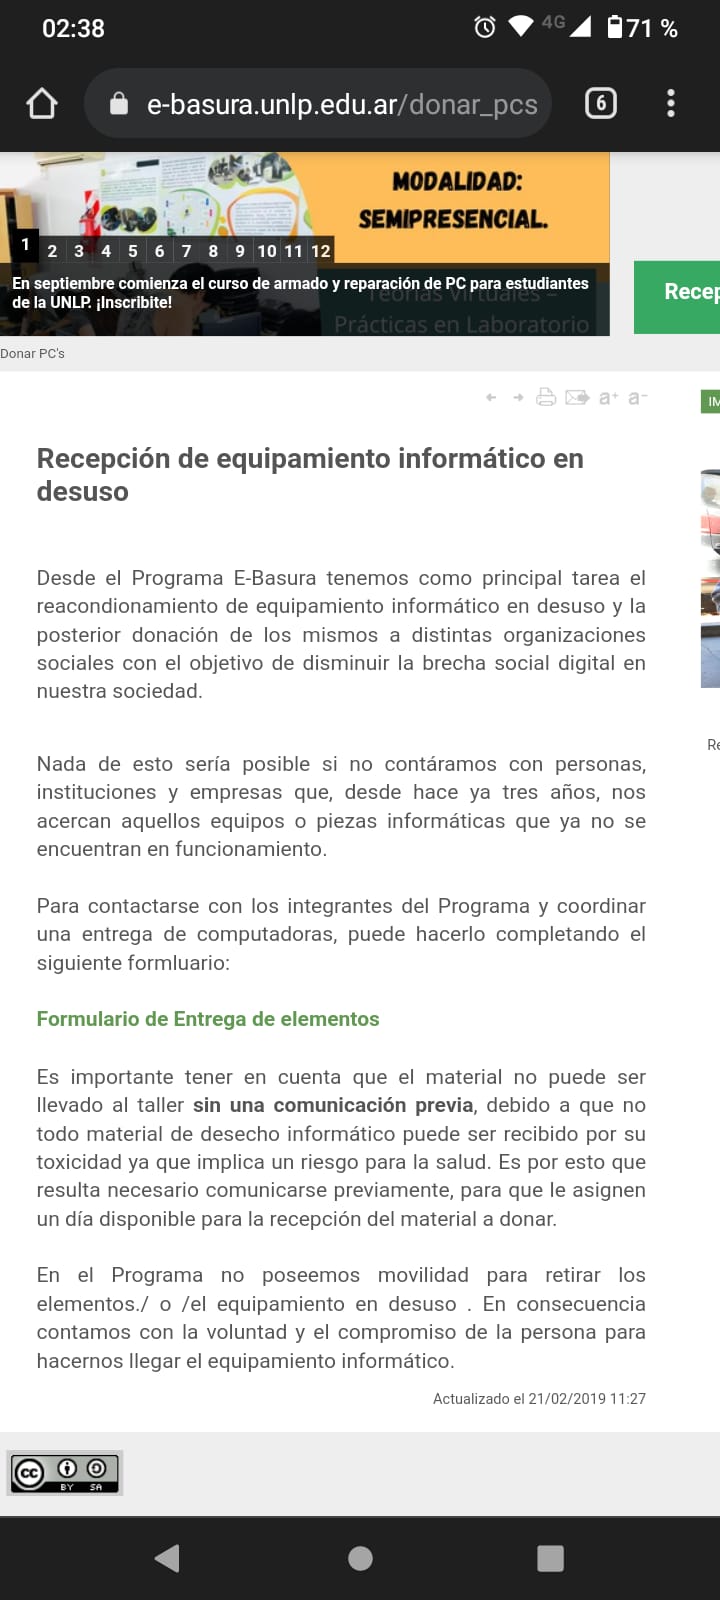 02:38
4G
71 %
e-basura.unlp.edu.ar/donar_pcs
6
MODALIDAD:
SEMIPRESENCIAL.
1 2 3 4 5 6 7 8 9 10 11 12
En septiembre comienza el curso de armado y reparación de PC para estudiantes
de la UNLP. ¡Inscribite!
Teorías Virtuales –
Prácticas en Laboratorio
Recep
Donar PC's
a+ a-
IM
Recepción de equipamiento informático en
desuso
Desde el Programa E-Basura tenemos como principal tarea el
reacondionamiento de equipamiento informático en desuso y la
posterior donación de los mismos a distintas organizaciones
sociales con el objetivo de disminuir la brecha social digital en
nuestra sociedad.
Re
Nada de esto sería posible si no contáramos con personas,
instituciones y empresas que, desde hace ya tres años, nos
acercan aquellos equipos o piezas informáticas que ya no se
encuentran en funcionamiento.
Para contactarse con los integrantes del Programa y coordinar
una entrega de computadoras, puede hacerlo completando el
siguiente formluario:
Formulario de Entrega de elementos
Es importante tener en cuenta que el material no puede ser
llevado al taller sin una comunicación previa, debido a que no
todo material de desecho informático puede ser recibido por su
toxicidad ya que implica un riesgo para la salud. Es por esto que
resulta necesario comunicarse previamente, para que le asignen
un día disponible para la recepción del material a donar.
En el Programa no poseemos movilidad para retirar los
elementos./ o /el equipamiento en desuso . En consecuencia
contamos con la voluntad y el compromiso de la persona para
hacernos llegar el equipamiento informático.
Actualizado el 21/02/2019 11:27
cc BY SA